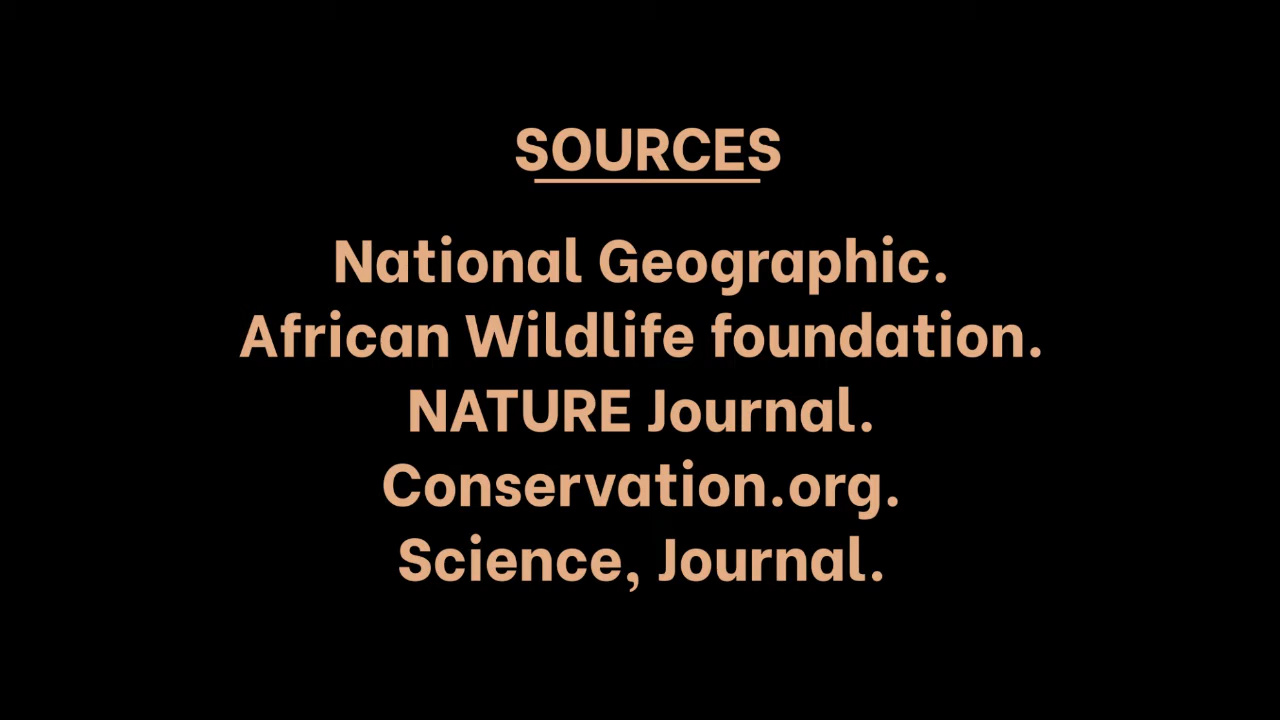 SOURCES
National Geographic.
African Wildlife foundation.
NATURE Journal.
Conservation.org.
Science, Journal.